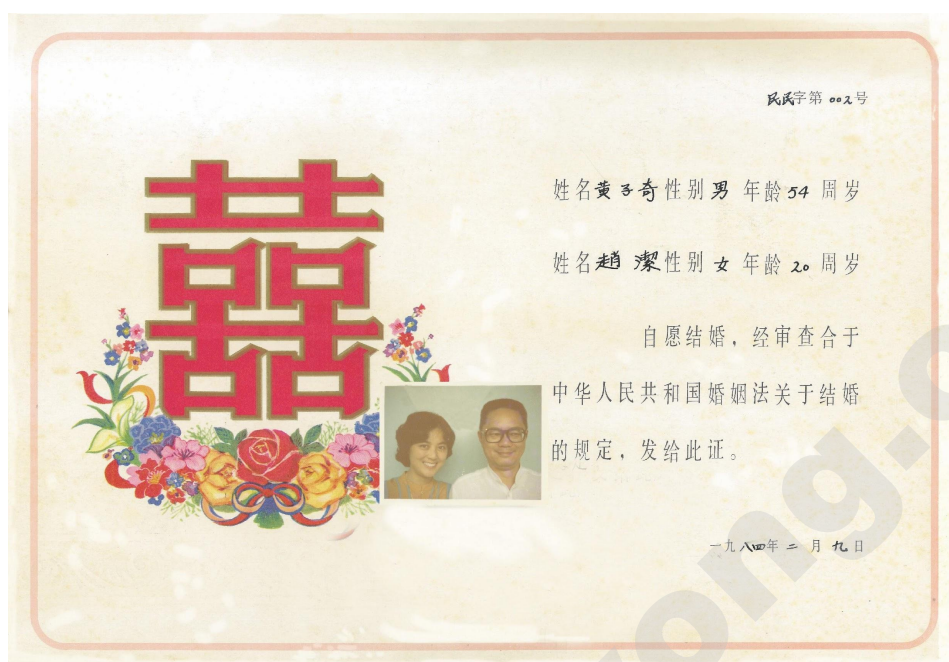 民民字第002号
姓名黄子奇性别男 年龄54周岁
姓名趙潔性别女 年龄20周岁
自愿结婚，经审查合于
中华人民共和国婚姻法关于结婚
的规定，发给此证。
一九八四年二月九日
囍